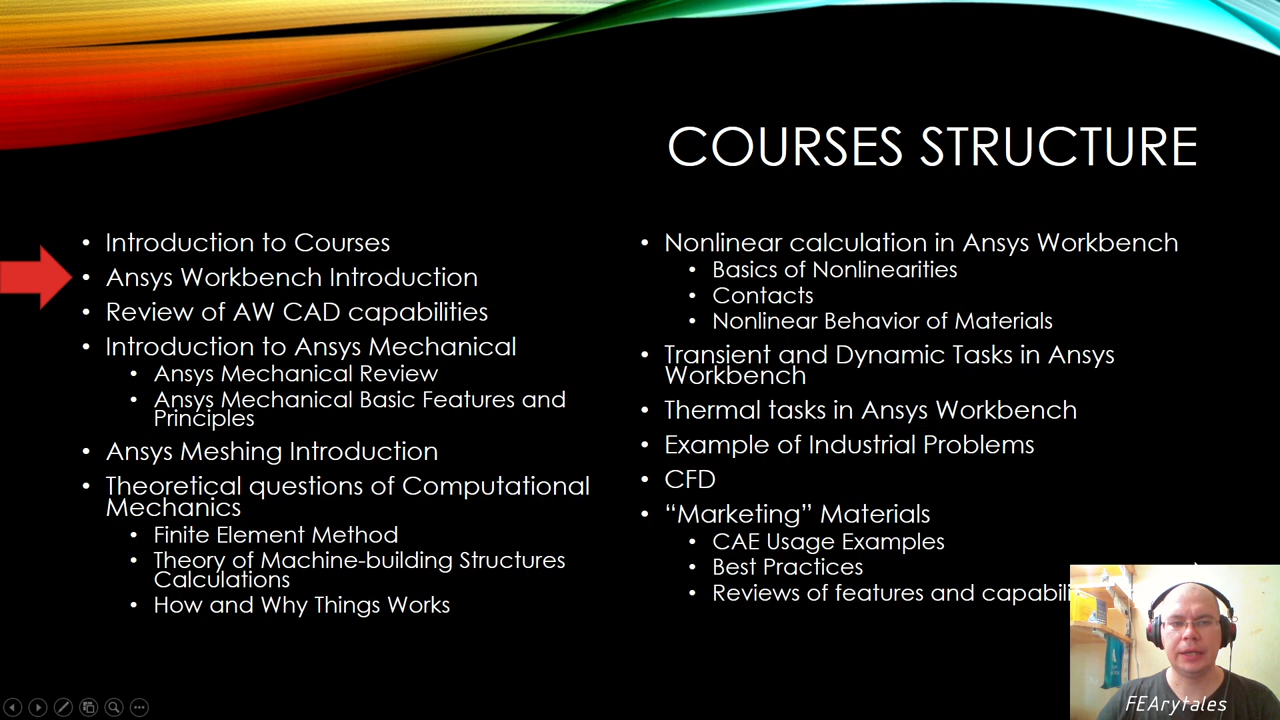 COURSES STRUCTURE
• Introduction to Courses
• Ansys Workbench Introduction
• Review of AW CAD capabilities
• Introduction to Ansys Mechanical
• Ansys Mechanical Review
• Ansys Mechanical Basic Features and
Principles
• Ansys Meshing Introduction
• Theoretical questions of Computational
Mechanics
• Finite Element Method
• Theory of Machine-building Structures
Calculations
• How and Why Things Works
• Nonlinear calculation in Ansys Workbench
• Basics of Nonlinearities
• Contacts
• Nonlinear Behavior of Materials
• Transient and Dynamic Tasks in Ansys
Workbench
• Thermal tasks in Ansys Workbench
• Example of Industrial Problems
• CFD
• “Marketing” Materials
• CAE Usage Examples
• Best Practices
• Reviews of features and
FEArytales